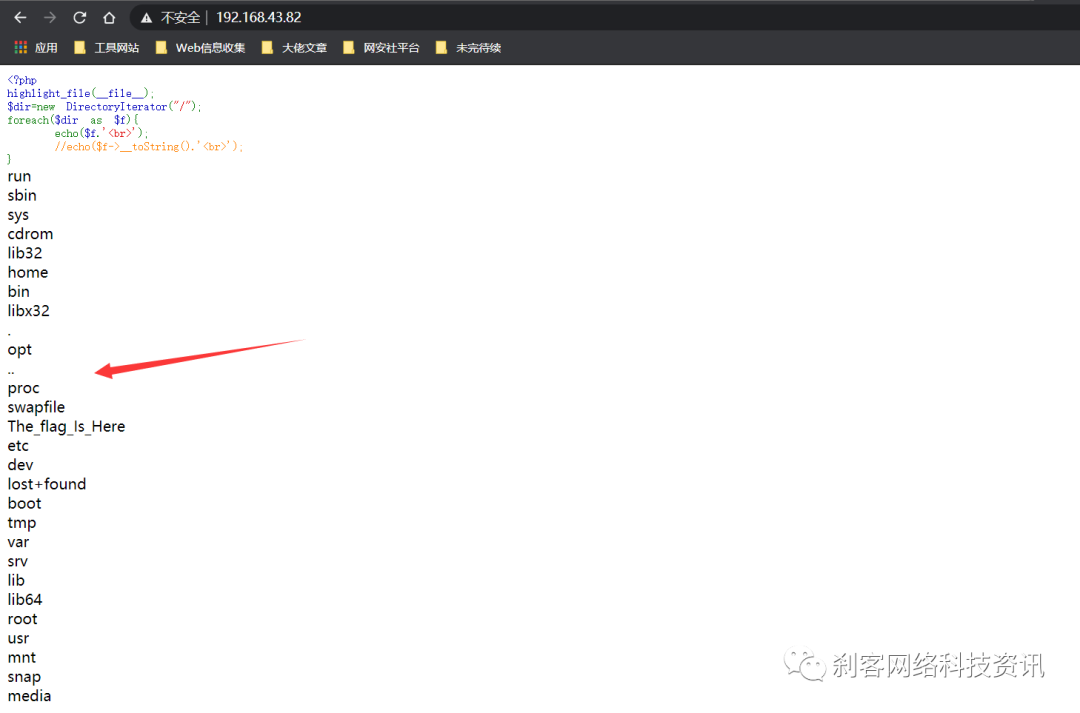 不安全 | 192.168.43.82
应用 工具网站 Web信息收集 大佬文章 网安社平台 未完待续
<?php
highlight_file(__file__);
$dir=new DirectoryIterator("/");
foreach($dir as $f){
echo($f.'<br>');
//echo($f->__toString().'<br>');
}
run
sbin
sys
cdrom
lib32
home
bin
libx32
.
opt
..
proc
swapfile
The_flag_Is_Here
etc
dev
lost+found
boot
tmp
var
srv
lib
lib64
root
usr
mnt
snap
media
刹客网络科技资讯